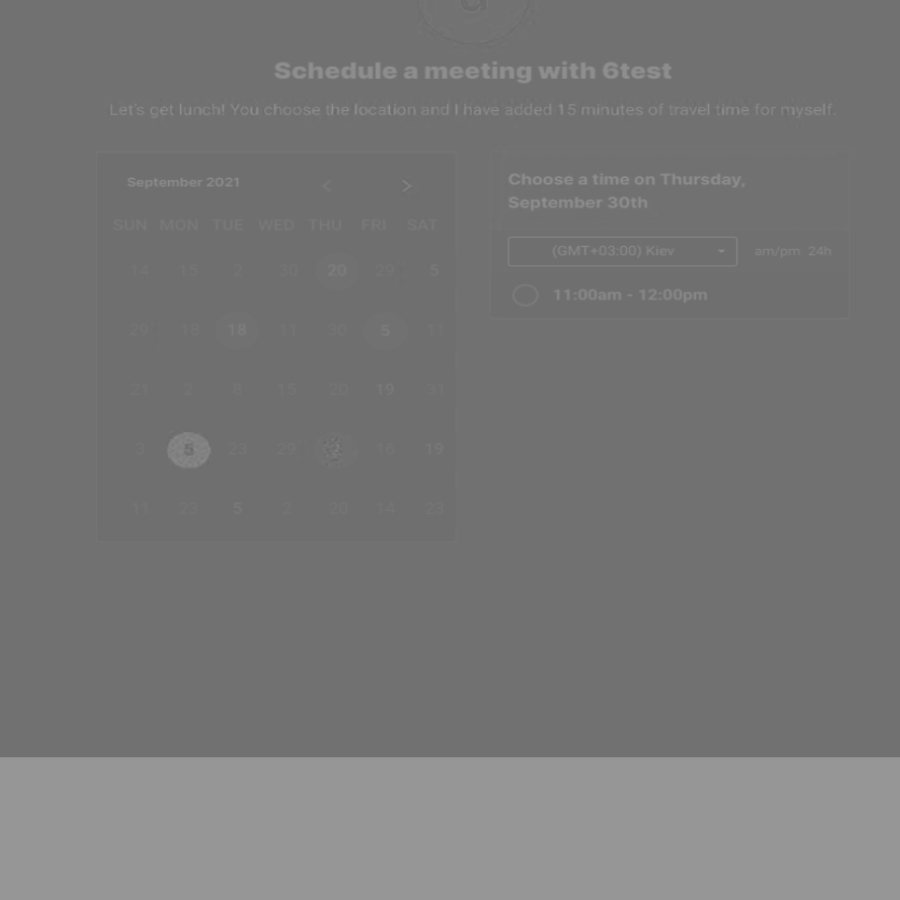 Schedule a meeting with 6test
Let's get lunch! You choose the location and I have added 15 minutes of travel time for myself.
September 2021 < >
SUN MON TUE WED THU FRI SAT
14 15 2 30 20 29 5
29 18 18 11 30 5 11
21 2 9 15 20 19 31
3 5 23 29 16 19
11 23 5 2 20 14 23
Choose a time on Thursday,
September 30th
(GMT+03:00) Kiev am/pm 24h
11:00am - 12:00pm